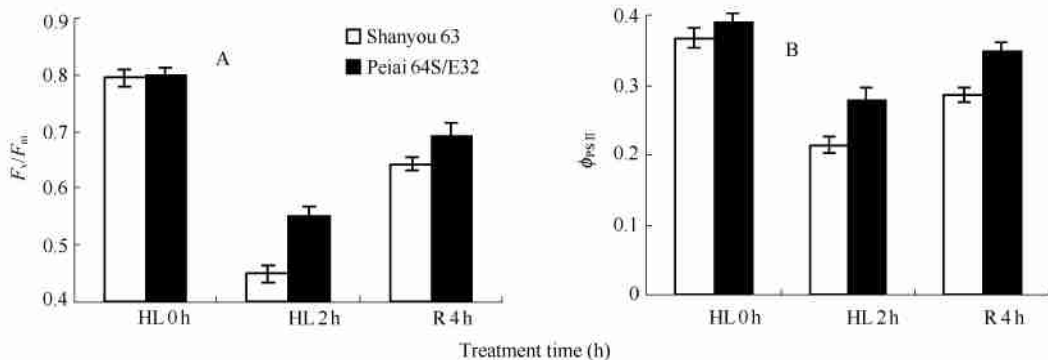 0.9
0.8
0.7
0.6
0.5
0.4
Fv/Fm
A
Shanyou 63
Peiai 64S/E32
HL 0 h
HL 2 h
R 4 h
0.4
0.3
0.2
0.1
0
ϕPSⅡ
B
HL 0 h
HL 2 h
R 4 h
Treatment time (h)